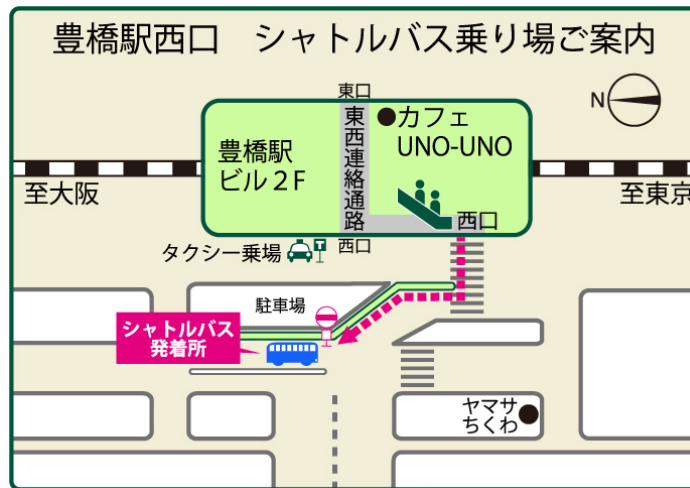 豊橋駅西口 シャトルバス乗り場ご案内
N
東口
東西連絡通路
カフェ
UNO-UNO
豊橋駅
ビル2F
至大阪
至東京
西口
西口
タクシー乗場
T
駐車場
シャトルバス
発着所
ヤマサ
ちくわ